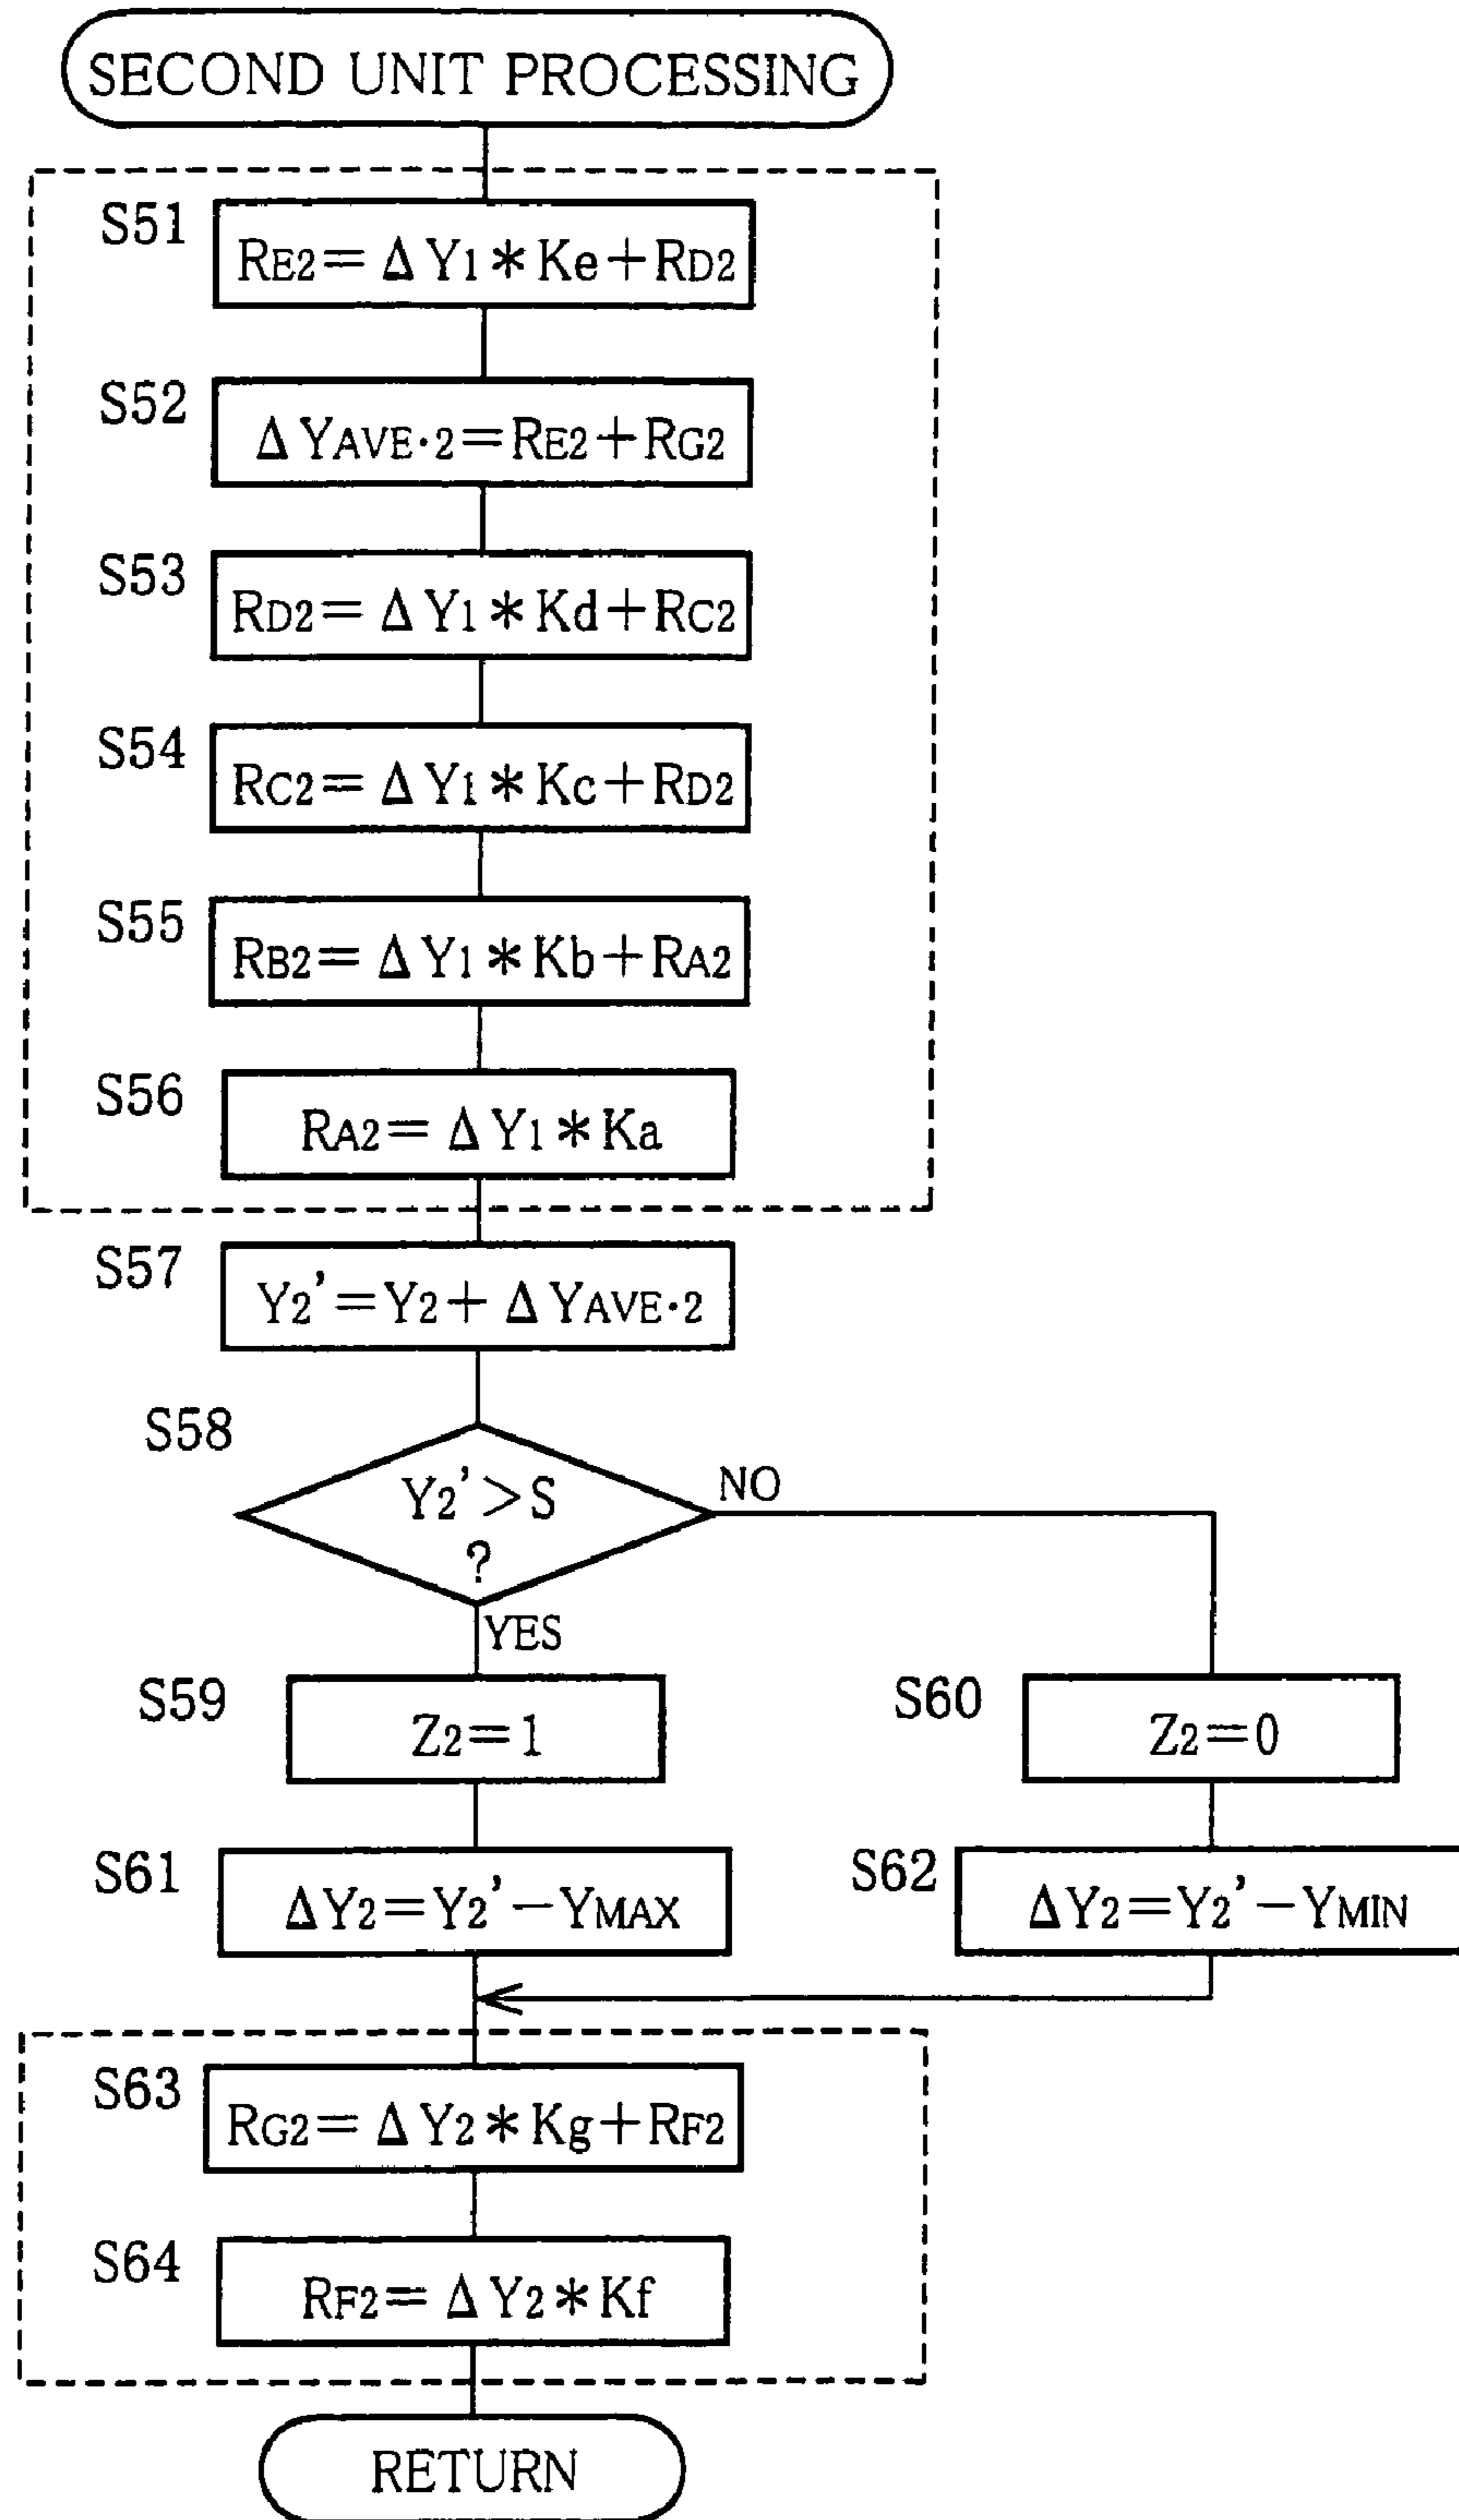 SECOND UNIT PROCESSING
S51
RE2=ΔY1*Ke+RD2
S52
ΔYAVE·2=RE2+RG2
S53
RD2=ΔY1*Kd+RC2
S54
RC2=ΔY1*Kc+RD2
S55
RB2=ΔY1*Kb+RA2
S56
RA2=ΔY1*Ka
S57
Y2'=Y2+ΔYAVE·2
S58
Y2'>S
?
NO
YES
S59
Z2=1
S60
Z2=0
S61
ΔY2=Y2'-YMAX
S62
ΔY2=Y2'-YMIN
S63
RG2=ΔY2*Kg+RF2
S64
RF2=ΔY2*Kf
RETURN